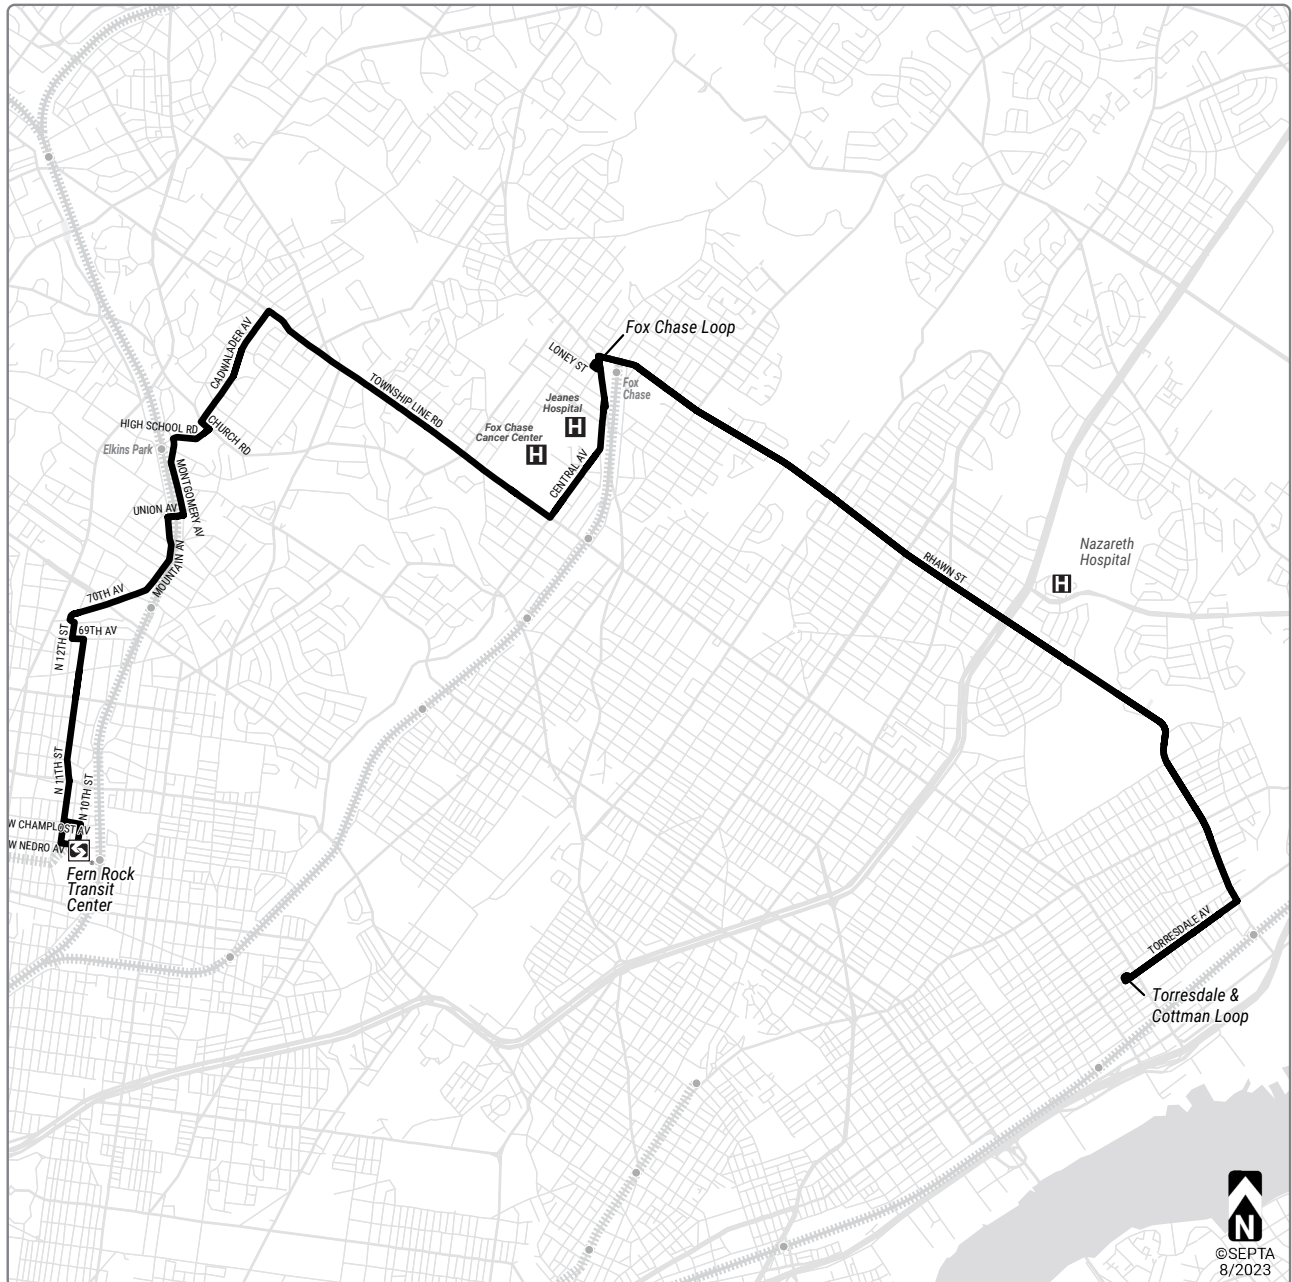 Fox Chase Loop
LONEY ST
CADWALADER AV
Fox
Chase
TOWNSHIP LINE RD
Jeanes
Hospital
H
HIGH SCHOOL RD
CHURCH RD
Fox Chase
Cancer Center
H
Elkins Park
CENTRAL AV
MONTGOMERY AV
UNION AV
Nazareth
Hospital
RHAWN ST
H
MOUNTAIN AV
70TH AV
69TH AV
N 12TH ST
N 11TH ST
N 10TH ST
W CHAMPLOST AV
W NEDRO AV
Fern Rock
Transit
Center
TORRESDALE AV
Torresdale &
Cottman Loop
N
©SEPTA
8/2023